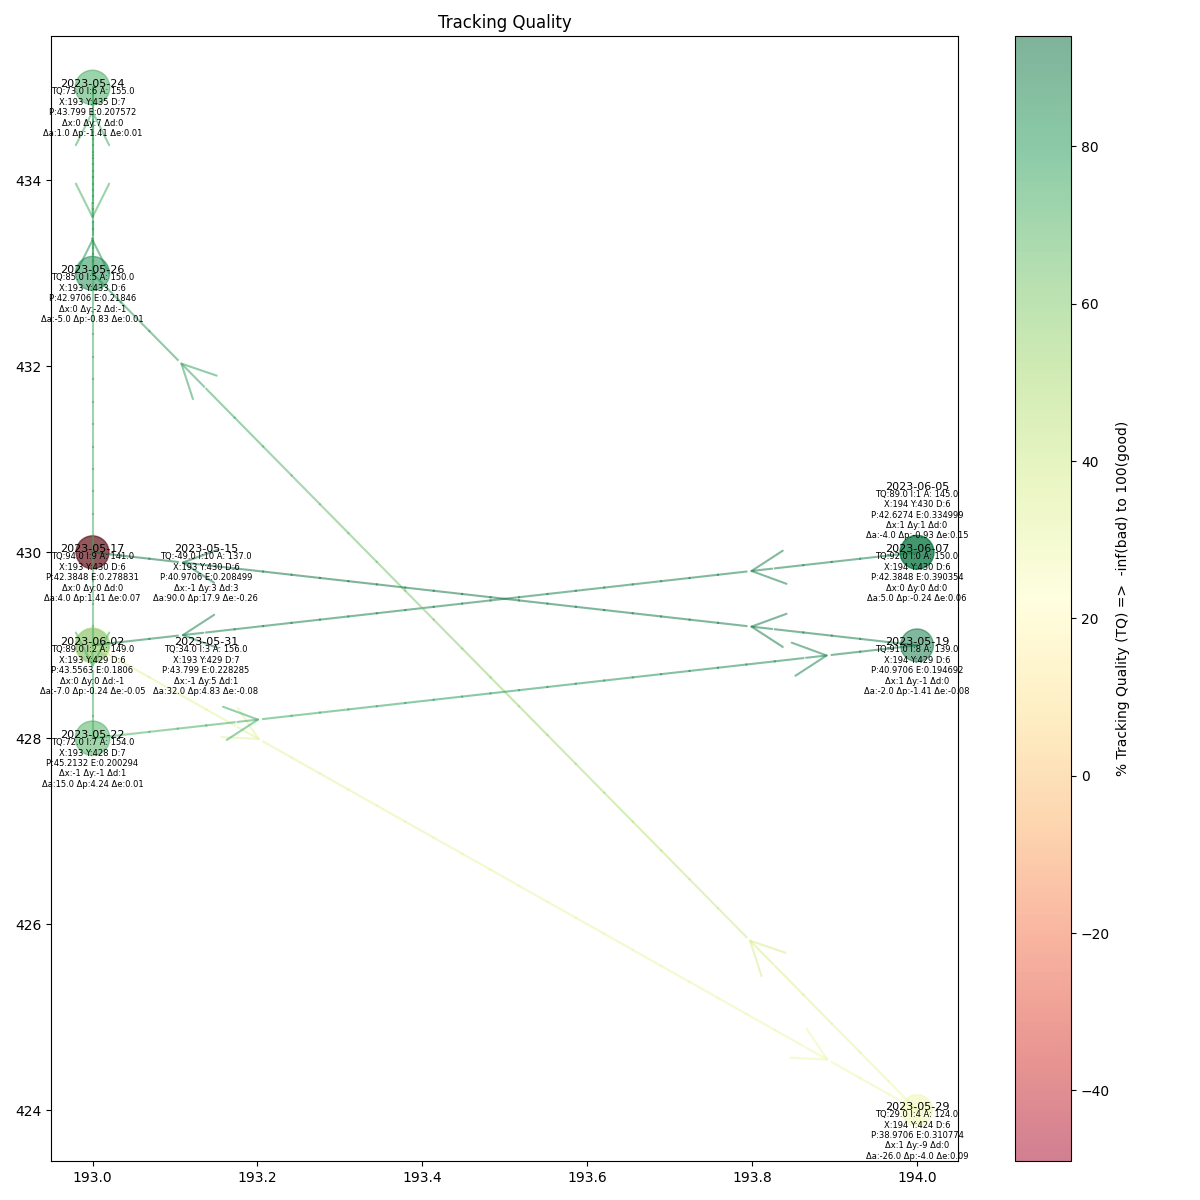 Tracking Quality
2023-05-24
TQ:73.0 I:6 A: 155.0
X:193 Y:435 D:7
P:43.799 E:0.207572
Δx:0 Δy:7 Δd:0
Δa:1.0 Δp:-1.41 Δe:0.01
434
2023-05-26
TQ:85.0 I:5 A: 150.0
X:193 Y:433 D:6
P:42.9706 E:0.21846
Δx:0 Δy:-2 Δd:-1
Δa:-5.0 Δp:-0.83 Δe:0.01
432
2023-06-05
TQ:89.0 I:1 A: 145.0
X:194 Y:430 D:6
P:42.6274 E:0.334999
Δx:1 Δy:1 Δd:0
Δa:-4.0 Δp:-0.93 Δe:0.15
430
2023-05-17
TQ:94.0 I:9 A: 141.0
X:193 Y:430 D:6
P:42.3848 E:0.278831
Δx:0 Δy:0 Δd:0
Δa:4.0 Δp:1.41 Δe:0.07
2023-05-15
TQ:-49.0 I:10 A: 137.0
X:193 Y:430 D:6
P:40.9706 E:0.208499
Δx:-1 Δy:3 Δd:3
Δa:90.0 Δp:17.9 Δe:-0.26
2023-06-07
TQ:92.0 I:0 A: 150.0
X:194 Y:430 D:6
P:42.3848 E:0.390354
Δx:0 Δy:0 Δd:0
Δa:5.0 Δp:-0.24 Δe:0.06
2023-06-02
TQ:89.0 I:2 A: 149.0
X:193 Y:429 D:6
P:43.5563 E:0.1806
Δx:0 Δy:0 Δd:-1
Δa:-7.0 Δp:-0.24 Δe:-0.05
2023-05-31
TQ:34.0 I:3 A: 156.0
X:193 Y:429 D:7
P:43.799 E:0.228285
Δx:-1 Δy:5 Δd:1
Δa:32.0 Δp:4.83 Δe:-0.08
2023-05-19
TQ:91.0 I:8 A: 139.0
X:194 Y:429 D:6
P:40.9706 E:0.194692
Δx:1 Δy:-1 Δd:0
Δa:-2.0 Δp:-1.41 Δe:-0.08
428
2023-05-22
TQ:72.0 I:7 A: 154.0
X:193 Y:428 D:7
P:45.2132 E:0.200294
Δx:-1 Δy:-1 Δd:1
Δa:15.0 Δp:4.24 Δe:0.01
426
424
2023-05-29
TQ:29.0 I:4 A: 124.0
X:194 Y:424 D:6
P:38.9706 E:0.310774
Δx:1 Δy:-9 Δd:0
Δa:-26.0 Δp:-4.0 Δe:0.09
193.0
193.2
193.4
193.6
193.8
194.0
80
60
40
20
0
−20
−40
% Tracking Quality (TQ) =>  -inf(bad) to 100(good)